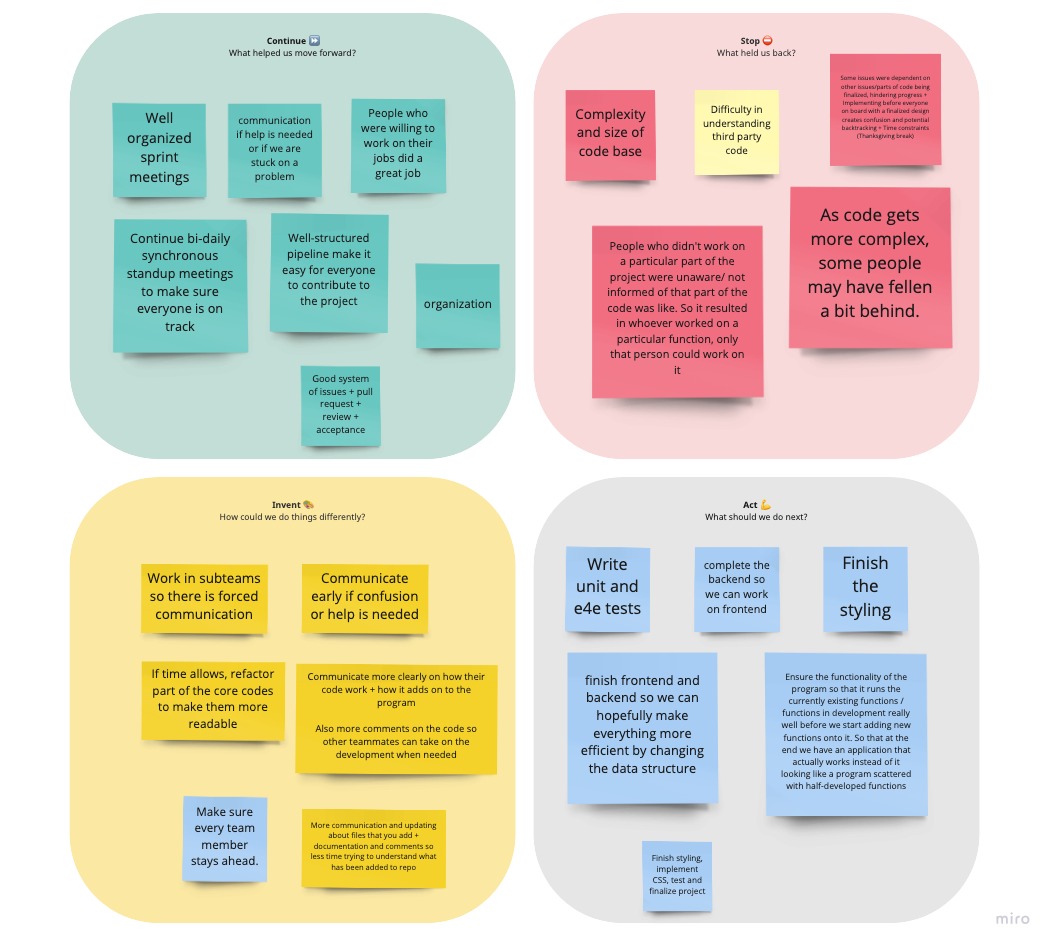 Continue ⏩
What helped us move forward?
Well
organized
sprint
meetings
communication
if help is needed
or if we are
stuck on a
problem
People who
were willing to
work on their
jobs did a
great job
Continue bi-daily
synchronous
standup meetings
to make sure
everyone is on
track
Well-structured
pipeline make it
easy for everyone
to contribute to
the project
organization
Good system
of issues + pull
request +
review +
acceptance
Stop ⛔
What held us back?
Complexity
and size of
code base
Difficulty in
understanding
third party
code
Some issues were dependent on
other issues/parts of code being
finalized, hindering progress +
Implementing before everyone
on board with a finalized design
creates confusion and potential
backtracking + Time constraints
(Thanksgiving break)
People who didn't work on
a particular part of the
project were unaware/ not
informed of that part of the
code was like. So it resulted
in whoever worked on a
particular function, only
that person could work on
it
As code gets
more complex,
some people
may have fellen
a bit behind.
Invent 🎨
How could we do things differently?
Work in subteams
so there is forced
communication
Communicate
early if confusion
or help is needed
If time allows, refactor
part of the core codes
to make them more
readable
Communicate more clearly on how their
code work + how it adds on to the
program
Also more comments on the code so
other teammates can take on the
development when needed
Make sure
every team
member
stays ahead.
More communication and updating
about files that you add +
documentation and comments so
less time trying to understand what
has been added to repo
Act 💪
What should we do next?
Write
unit and
e4e tests
complete the
backend so
we can work
on frontend
Finish
the
styling
finish frontend and
backend so we can
hopefully make
everything more
efficient by changing
the data structure
Ensure the functionality of the
program so that it runs the
currently existing functions /
functions in development really
well before we start adding new
functions onto it. So that at the
end we have an application that
actually works instead of it
looking like a program scattered
with half-developed functions
Finish styling,
implement
CSS, test and
finalize project
miro